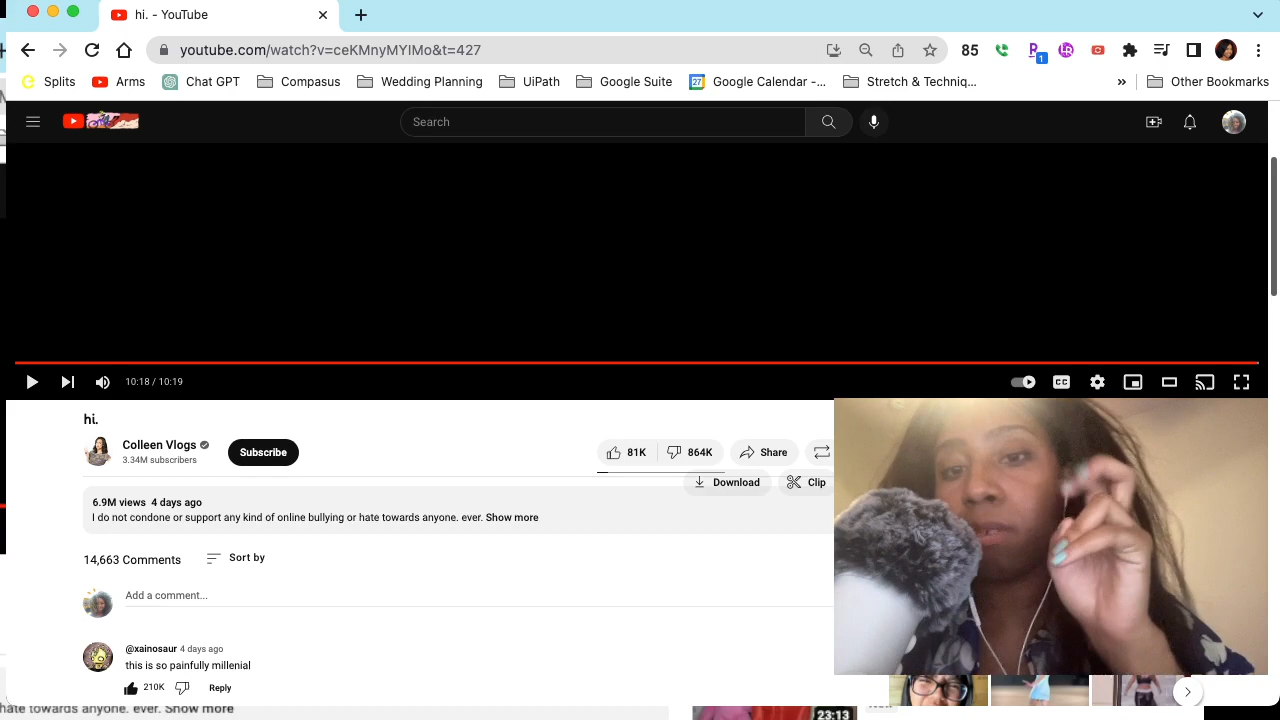 hi. - YouTube
youtube.com/watch?v=ceKMnyMYIMo&t=427
85
1
Splits
Arms
Chat GPT
Compasus
Wedding Planning
UiPath
Google Suite
27
Google Calendar -...
Stretch & Techniq...
»
Other Bookmarks
Search
10:18 / 10:19
CC
hi.
Colleen Vlogs
3.34M subscribers
Subscribe
81K
864K
Share
Download
Clip
6.9M views 4 days ago
I do not condone or support any kind of online bullying or hate towards anyone. ever. Show more
14,663 Comments
Sort by
Add a comment...
@xainosaur 4 days ago
this is so painfully millenial
210K
Reply
hate towards anyone. ever. Show more
23:13